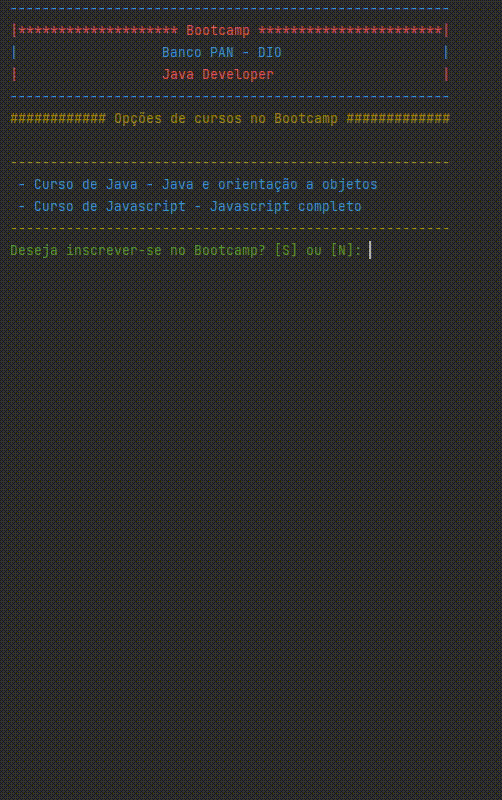 -------------------------------------------------------
|******************** Bootcamp ***********************|
|                  Banco PAN - DIO                    |
|                  Java Developer                     |
-------------------------------------------------------
############ Opções de cursos no Bootcamp #############
-------------------------------------------------------
- Curso de Java - Java e orientação a objetos
- Curso de Javascript - Javascript completo
-------------------------------------------------------
Deseja inscrever-se no Bootcamp? [S] ou [N]: